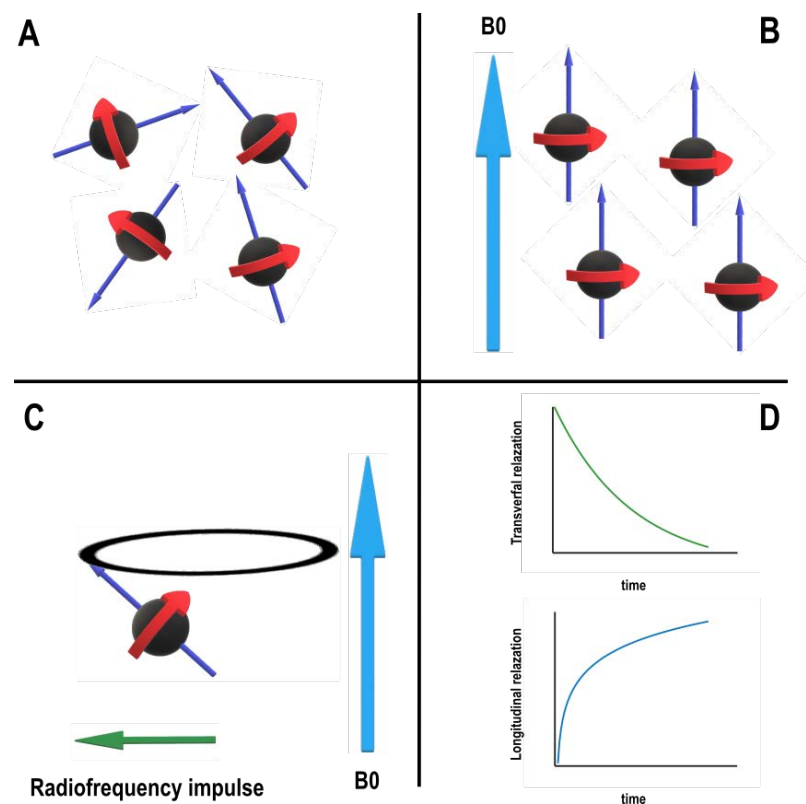 A
B0
B
C
Radiofrequency impulse
B0
D
Transverfal relazation
time
Longitudinal relazation
time